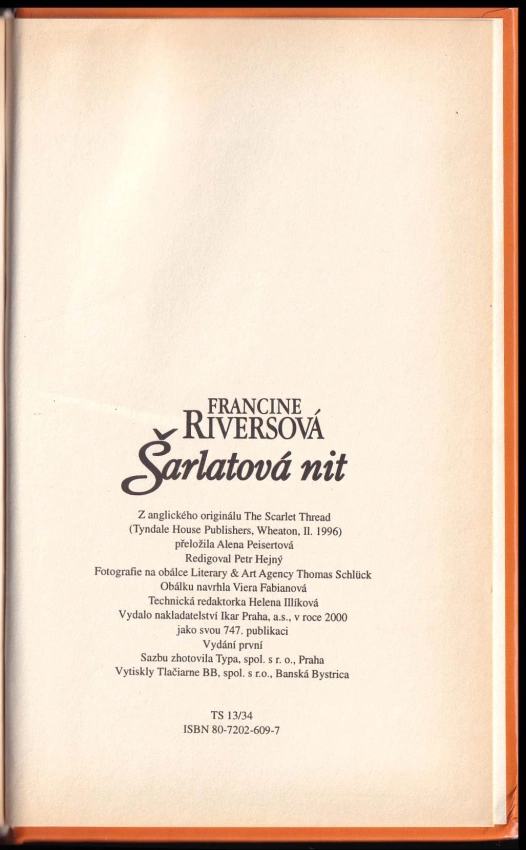 FRANCINE
RIVERSOVÁ
Šarlatová nit
Z anglického originálu The Scarlet Thread
(Tyndale House Publishers, Wheaton, Il. 1996)
přeložila Alena Peisertová
Redigoval Petr Hejný
Fotografie na obálce Literary & Art Agency Thomas Schlück
Obálku navrhla Viera Fabianová
Technická redaktorka Helena Illíková
Vydalo nakladatelství Ikar Praha, a.s., v roce 2000
jako svou 747. publikaci
Vydání první
Sazbu zhotovila Typa, spol. s r. o., Praha
Vytiskly Tlačiarne BB, spol. s r.o., Banská Bystrica
TS 13/34
ISBN 80-7202-609-7